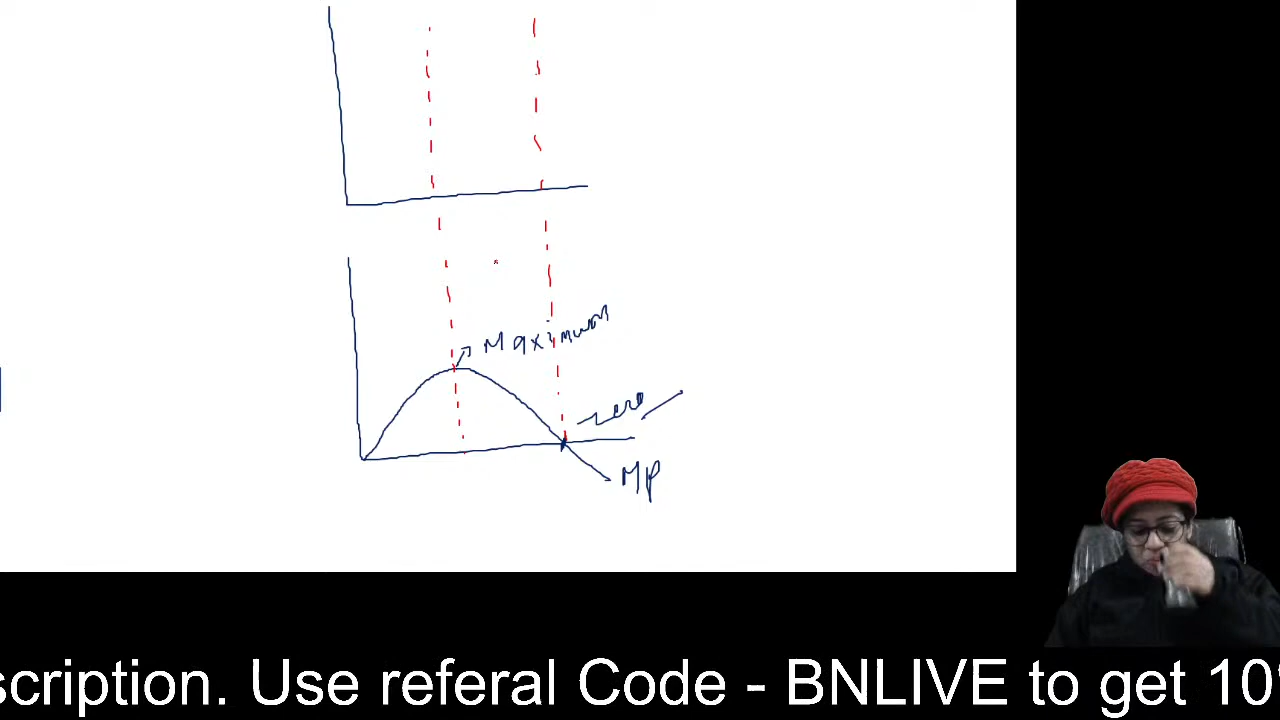 Maximum
Zero
MP
scription. Use referal Code - BNLIVE to get 10%